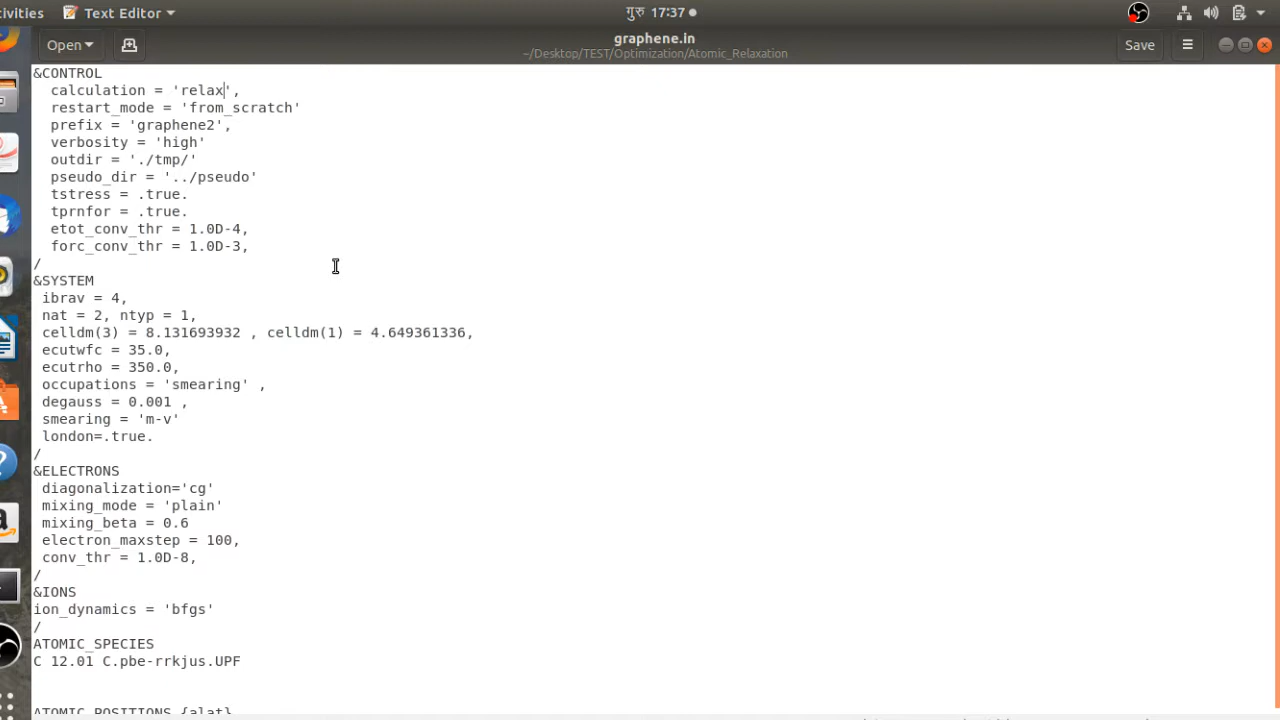 tivities Text Editor गुरु 17:37
Open graphene.in Save
~/Desktop/TEST/Optimization/Atomic_Relaxation
&CONTROL
calculation = 'relax',
restart_mode = 'from_scratch'
prefix = 'graphene2',
verbosity = 'high'
outdir = './tmp/'
pseudo_dir = '../pseudo'
tstress = .true.
tprnfor = .true.
etot_conv_thr = 1.0D-4,
forc_conv_thr = 1.0D-3,
/
&SYSTEM
ibrav = 4,
nat = 2, ntyp = 1,
celldm(3) = 8.131693932 , celldm(1) = 4.649361336,
ecutwfc = 35.0,
ecutrho = 350.0,
occupations = 'smearing' ,
degauss = 0.001 ,
smearing = 'm-v'
london=.true.
/
&ELECTRONS
diagonalization='cg'
mixing_mode = 'plain'
mixing_beta = 0.6
electron_maxstep = 100,
conv_thr = 1.0D-8,
/
&IONS
ion_dynamics = 'bfgs'
/
ATOMIC_SPECIES
C 12.01 C.pbe-rrkjus.UPF
ATOMIC_POSITIONS {alat}